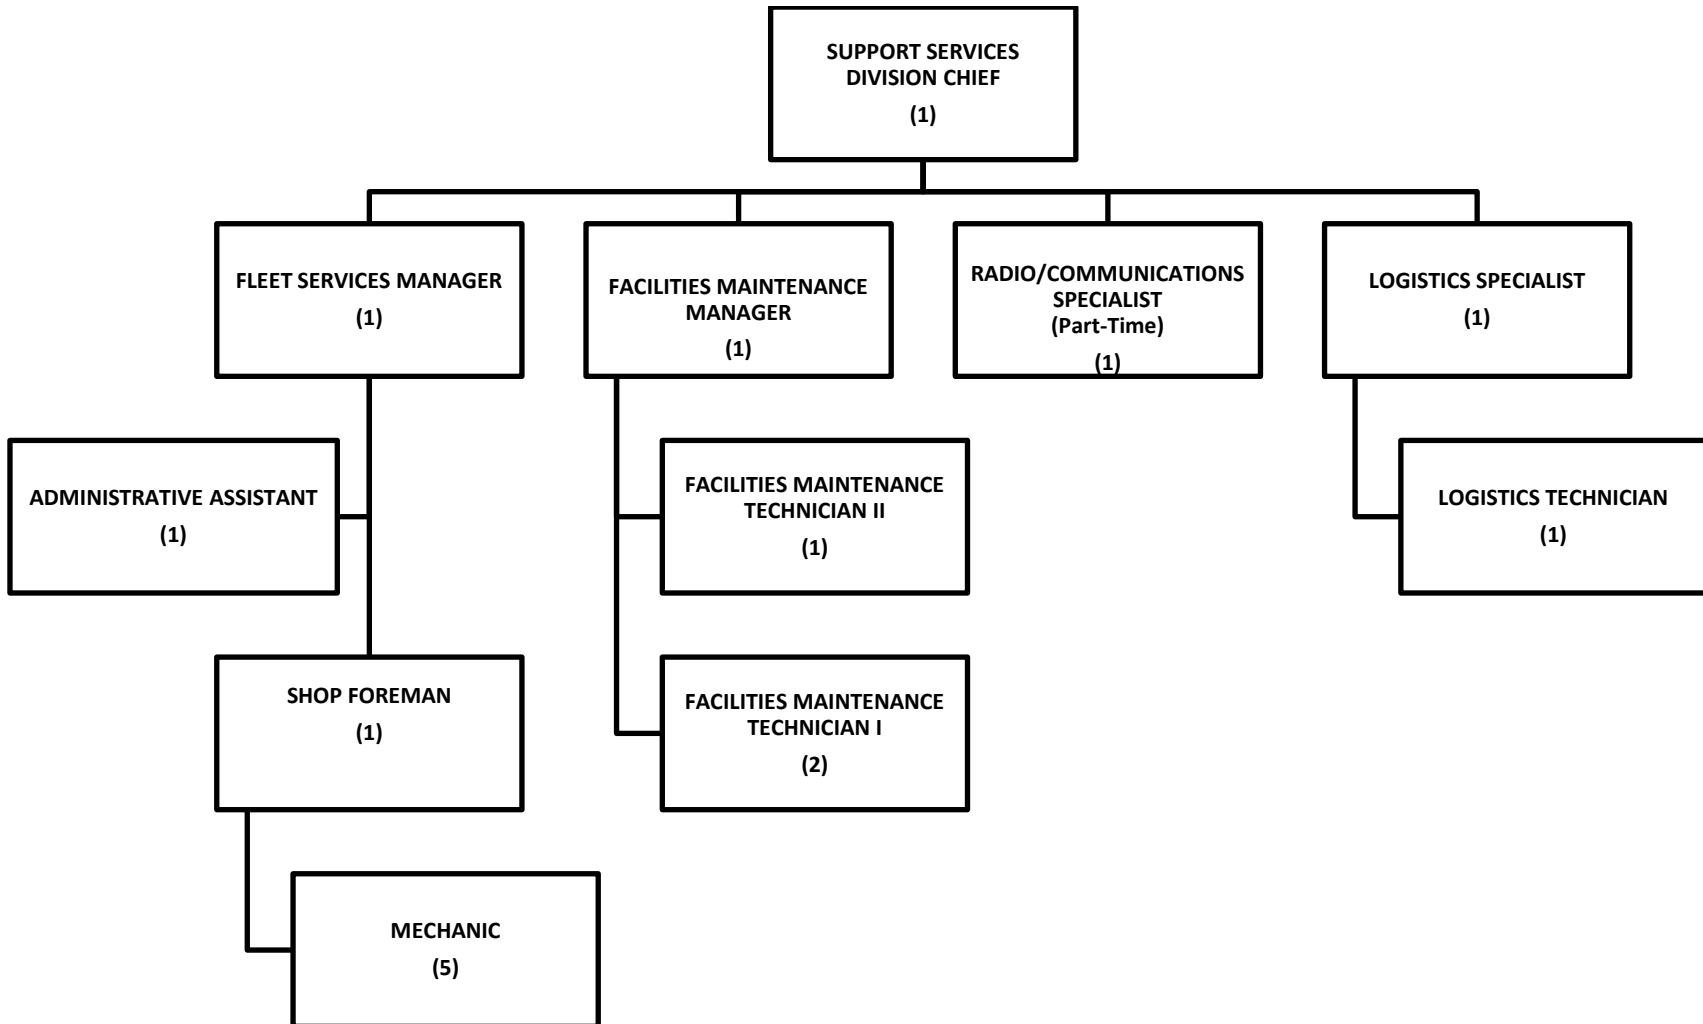 SUPPORT SERVICES
DIVISION CHIEF
(1)
FLEET SERVICES MANAGER
(1)
FACILITIES MAINTENANCE
MANAGER
(1)
RADIO/COMMUNICATIONS
SPECIALIST
(Part-Time)
(1)
LOGISTICS SPECIALIST
(1)
ADMINISTRATIVE ASSISTANT
(1)
FACILITIES MAINTENANCE
TECHNICIAN II
(1)
LOGISTICS TECHNICIAN
(1)
SHOP FOREMAN
(1)
FACILITIES MAINTENANCE
TECHNICIAN I
(2)
MECHANIC
(5)